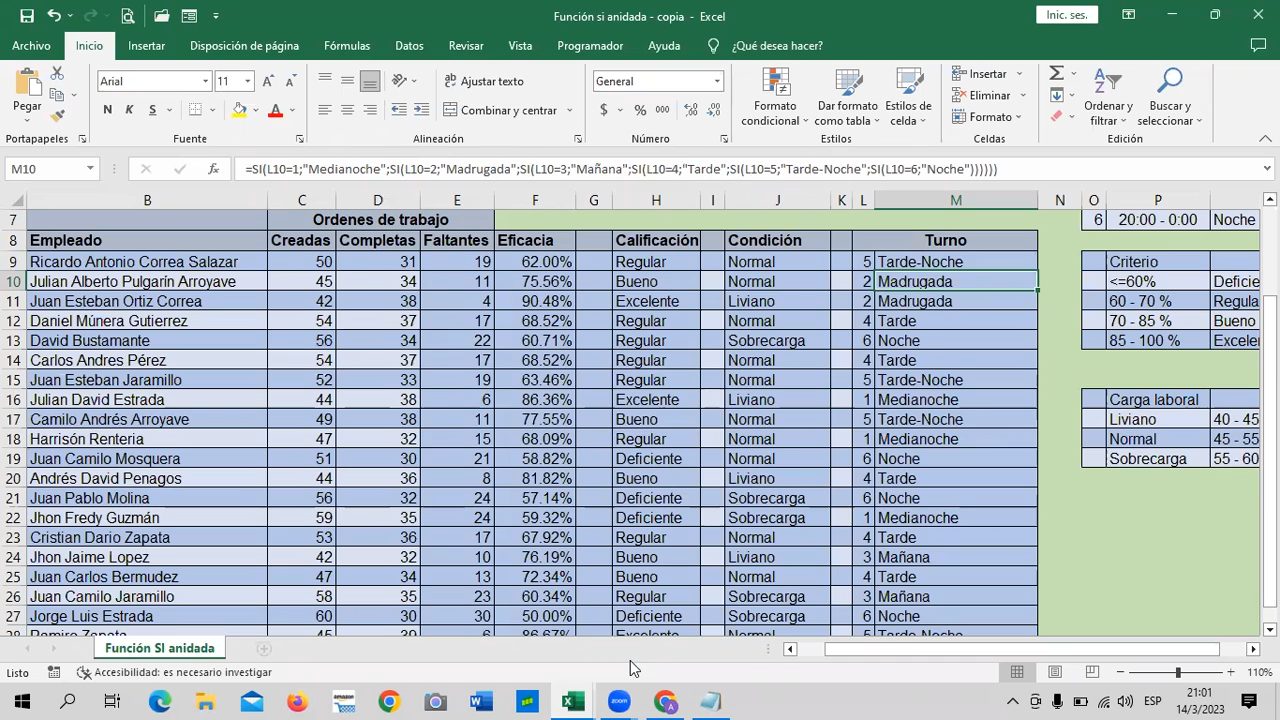 Función si anidada - copia - Excel
Inic. ses.
Archivo Inicio Insertar Disposición de página Fórmulas Datos Revisar Vista Programador Ayuda ¿Qué desea hacer?
Pegar
Arial 11
N K S
Ajustar texto
Combinar y centrar
General
$ % 000
Formato condicional
Dar formato como tabla
Estilos de celda
Insertar
Eliminar
Formato
Ordenar y filtrar
Buscar y seleccionar
Portapapeles Fuente Alineación Número Estilos Celdas Edición
M10 =SI(L10=1;"Medianoche";SI(L10=2;"Madrugada";SI(L10=3;"Mañana";SI(L10=4;"Tarde";SI(L10=5;"Tarde-Noche";SI(L10=6;"Noche"))))))
B C D E F G H I J K L M N O P
7 Ordenes de trabajo 6 20:00 - 0:00 Noche
8 Empleado Creadas Completas Faltantes Eficacia Calificación Condición Turno
9 Ricardo Antonio Correa Salazar 50 31 19 62.00% Regular Normal 5 Tarde-Noche Criterio
10 Julian Alberto Pulgarín Arroyave 45 34 11 75.56% Bueno Normal 2 Madrugada <=60% Deficie
11 Juan Esteban Ortiz Correa 42 38 4 90.48% Excelente Liviano 2 Madrugada 60 - 70 % Regula
12 Daniel Múnera Gutierrez 54 37 17 68.52% Regular Normal 4 Tarde 70 - 85 % Bueno
13 David Bustamante 56 34 22 60.71% Regular Sobrecarga 6 Noche 85 - 100 % Excele
14 Carlos Andres Pérez 54 37 17 68.52% Regular Normal 4 Tarde
15 Juan Esteban Jaramillo 52 33 19 63.46% Regular Normal 5 Tarde-Noche
16 Julian David Estrada 44 38 6 86.36% Excelente Liviano 1 Medianoche Carga laboral
17 Camilo Andrés Arroyave 49 38 11 77.55% Bueno Normal 5 Tarde-Noche Liviano 40 - 45
18 Harrisón Renteria 47 32 15 68.09% Regular Normal 1 Medianoche Normal 45 - 55
19 Juan Camilo Mosquera 51 30 21 58.82% Deficiente Normal 6 Noche Sobrecarga 55 - 60
20 Andrés David Penagos 44 36 8 81.82% Bueno Liviano 4 Tarde
21 Juan Pablo Molina 56 32 24 57.14% Deficiente Sobrecarga 6 Noche
22 Jhon Fredy Guzmán 59 35 24 59.32% Deficiente Sobrecarga 1 Medianoche
23 Cristian Dario Zapata 53 36 17 67.92% Regular Normal 4 Tarde
24 Jhon Jaime Lopez 42 32 10 76.19% Bueno Liviano 3 Mañana
25 Juan Carlos Bermudez 47 34 13 72.34% Bueno Normal 4 Tarde
26 Juan Camilo Jaramillo 58 35 23 60.34% Regular Sobrecarga 3 Mañana
27 Jorge Luis Estrada 60 30 30 50.00% Deficiente Sobrecarga 6 Noche
28 Ramiro Zapata 45 39 6 86.67% Excelente Normal 5 Tarde-Noche
Función SI anidada
Listo Accesibilidad: es necesario investigar 110%
amazon zoom ESP 21:01
14/3/2023